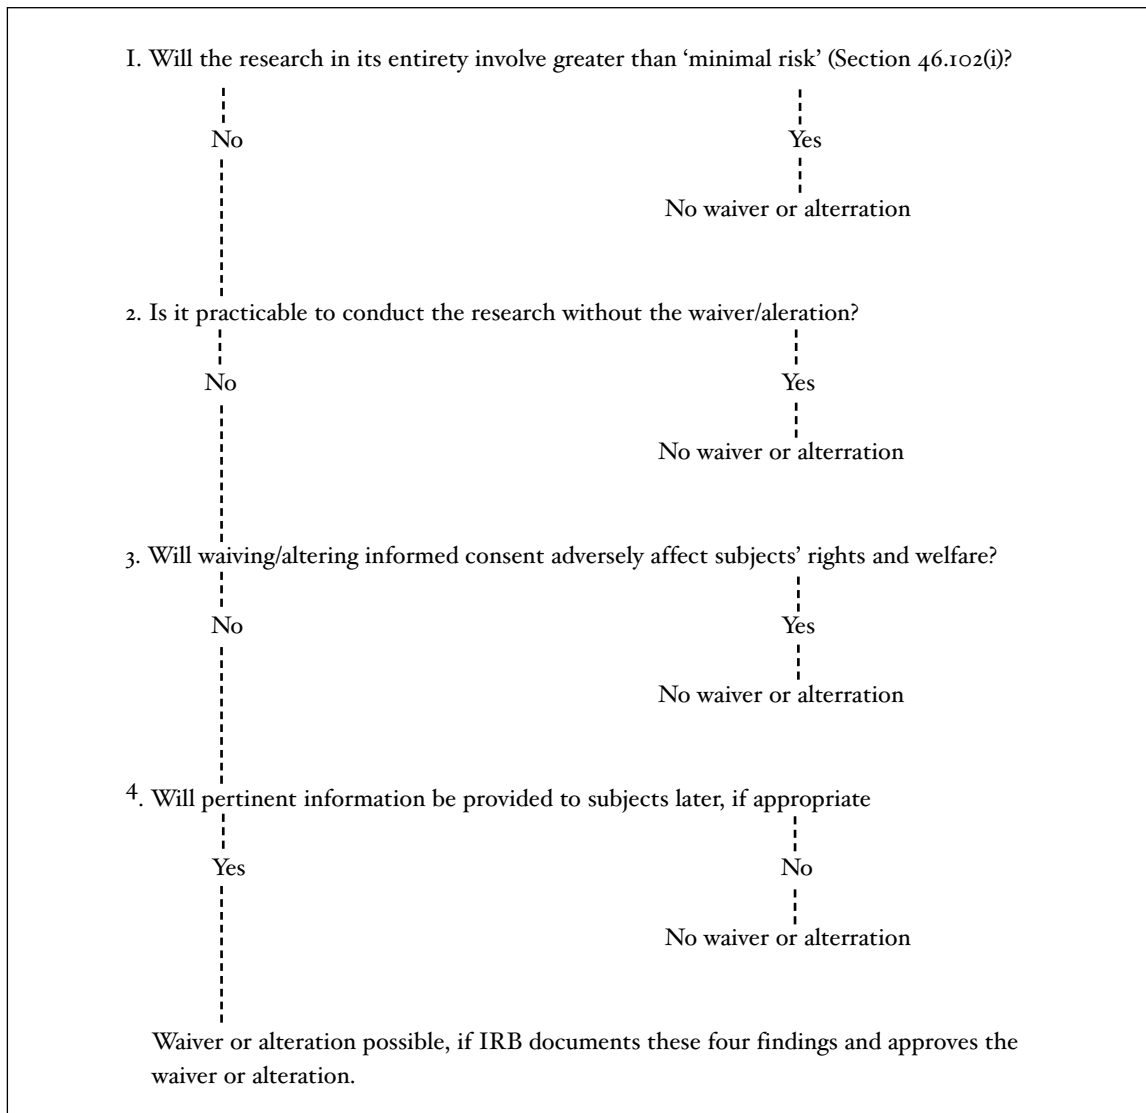 1. Will the research in its entirety involve greater than ‘minimal risk’ (Section 46.102(i)?
No
Yes
No waiver or alterration
2. Is it practicable to conduct the research without the waiver/aleration?
No
Yes
No waiver or alterration
3. Will waiving/altering informed consent adversely affect subjects’ rights and welfare?
No
Yes
No waiver or alterration
4. Will pertinent information be provided to subjects later, if appropriate
Yes
No
No waiver or alterration
Waiver or alteration possible, if IRB documents these four findings and approves the
waiver or alteration.